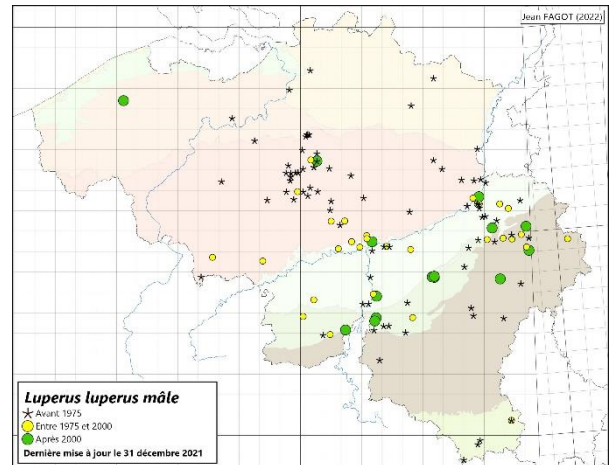 Jean FAGOT (2022)
Luperus luperus mâle
Avant 1975
Entre 1975 et 2000
Après 2000
Dernière mise à jour le 31 décembre 2021